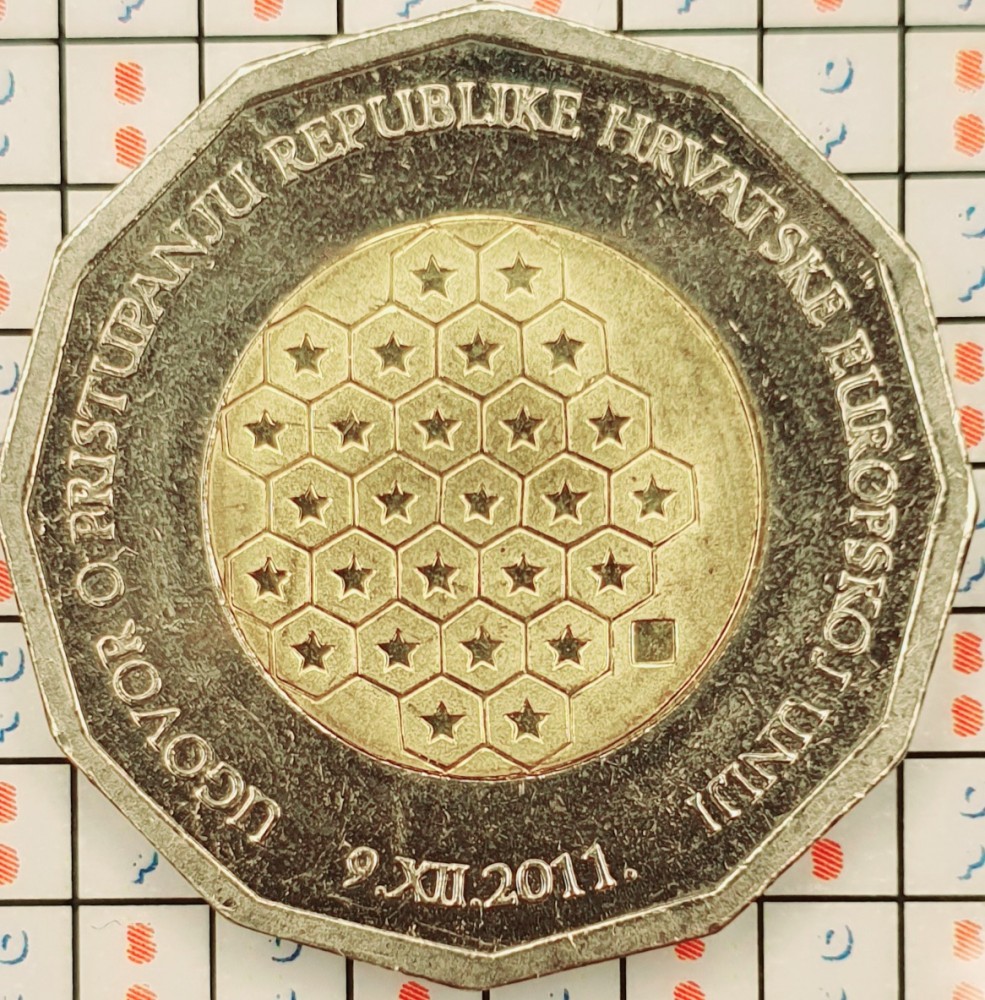 UGOVOR O PRISTUPANJU REPUBLIKE HRVATSKE EUROPSKOJ UNIJI
9.XII.2011.